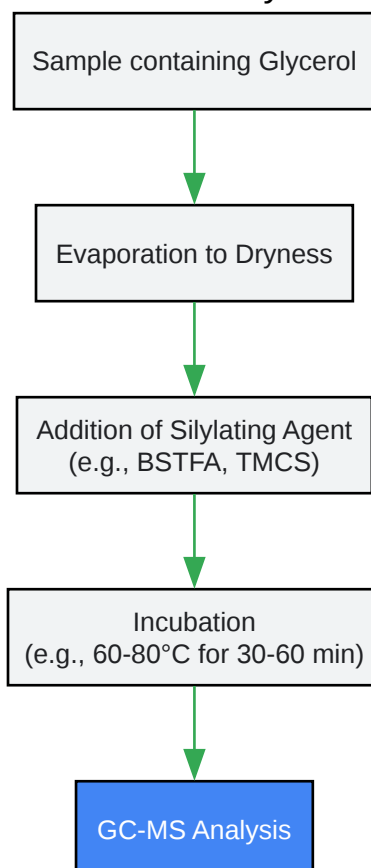 Sample containing Glycerol
Evaporation to Dryness
Addition of Silylating Agent
(e.g., BSTFA, TMCS)
Incubation
(e.g., 60-80°C for 30-60 min)
GC-MS Analysis